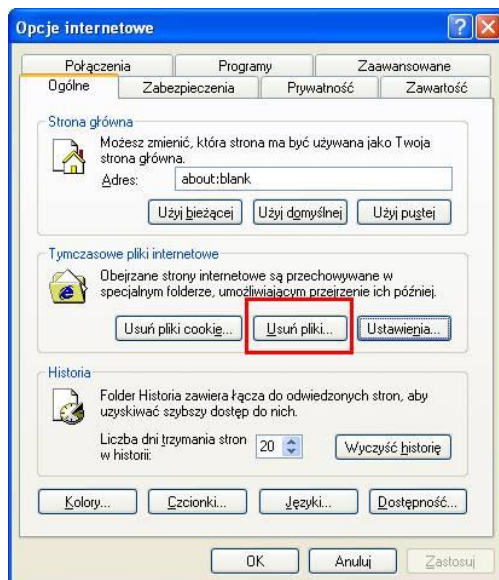 Opcje internetowe
Połączenia Programy Zaawansowane
Ogólne Zabezpieczenia Prywatność Zawartość
Strona główna
Możesz zmienić, która strona ma być używana jako Twoja
strona główna.
Adres: about:blank
Użyj bieżącej Użyj domyślnej Użyj pustej
Tymczasowe pliki internetowe
Obejrzane strony internetowe są przechowywane w
specjalnym folderze, umożliwiającym przejrzenie ich później.
Usuń pliki cookie... Usuń pliki... Ustawienia...
Historia
Folder Historia zawiera łącza do odwiedzonych stron, aby
uzyskiwać szybszy dostęp do nich.
Liczba dni trzymania stron
w historii: 20 Wyczyść historię
Kolory... Czcionki... Języki... Dostępność...
OK Anuluj Zastosuj